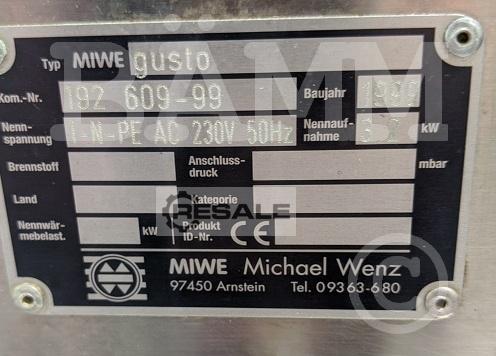 Typ MIWE gusto
Kom.-Nr. 192 609-99 Baujahr 1999
Nenn- spannung 1-N-PE AC 230V 50Hz Nennauf- nahme kW
Brennstoff Anschluss- druck mbar
Land Kategorie
Nennwär- mebelast. kW Produkt ID-Nr. CE
RESALE
MIWE Michael Wenz
97450 Arnstein Tel. 09363-680